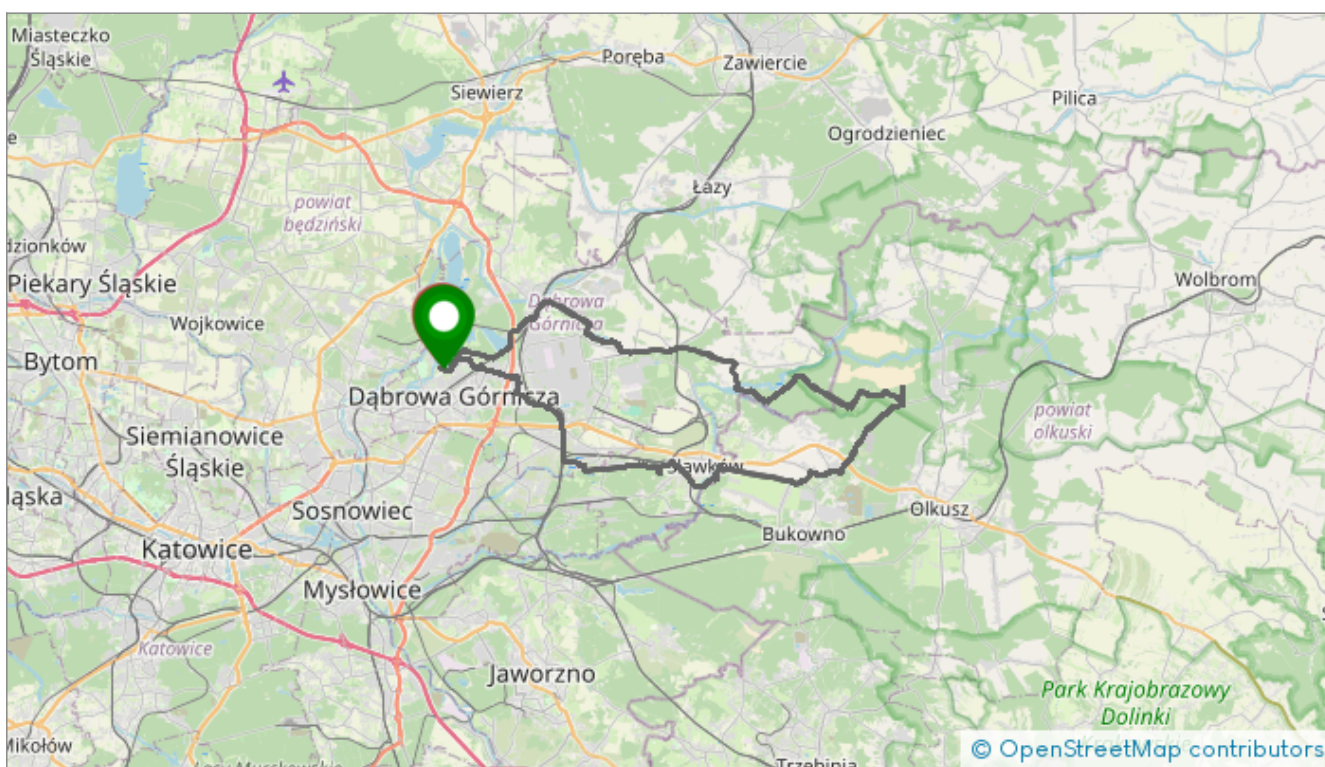 Miasteczko
Śląskie
Poręba
Zawiercie
Siewierz
Pilica
Ogrodzieniec
Łazy
powiat
będziński
dzionków
Piekary Śląskie
Wojkowice
Wolbrom
Dąbrowa
Górnicza
Bytom
Dąbrowa Górnicza
powiat
olkuski
Siemianowice
Śląskie
Sławków
ląska
Sosnowiec
Olkusz
Bukowno
Katowice
Mysłowice
Katowice
Jaworzno
Park Krajobrazowy
Dolinki
Mikołów
© OpenStreetMap contributors
Trzebinia